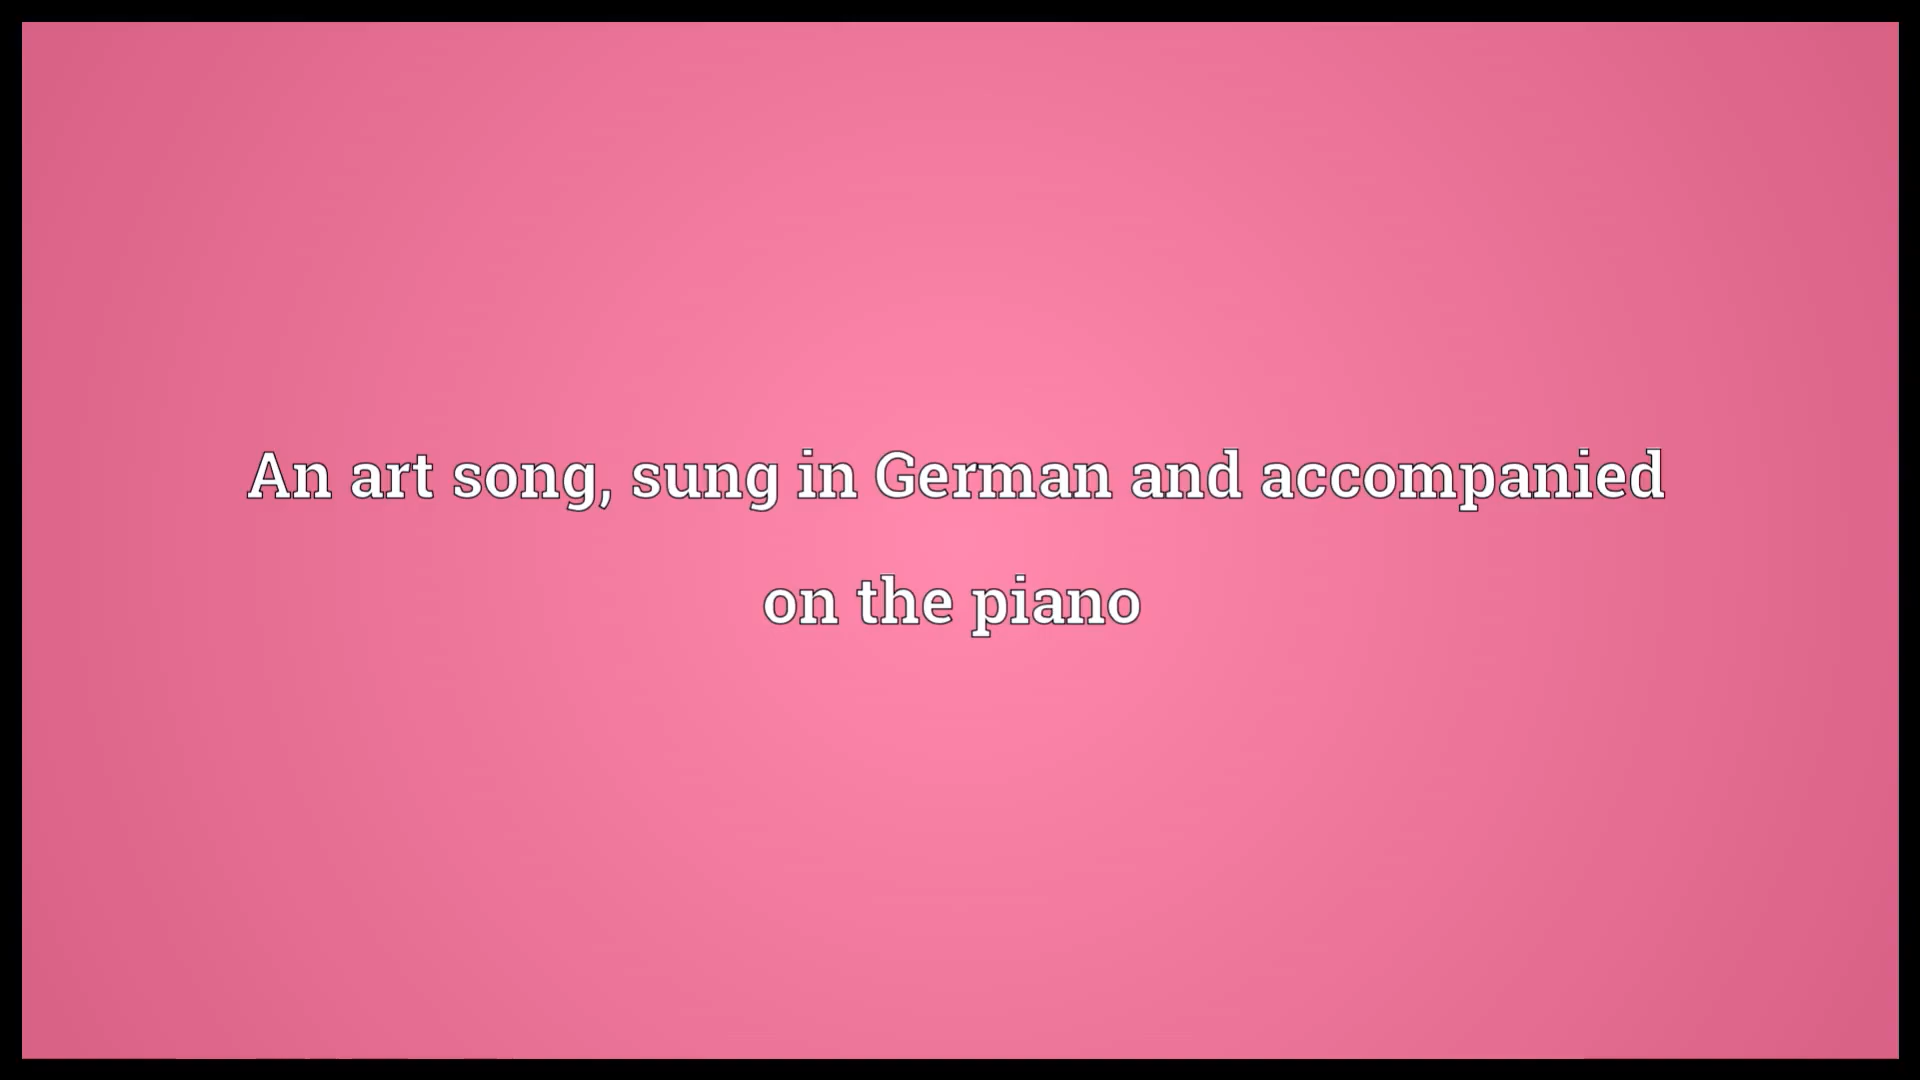 An art song, sung in German and accompanied
on the piano